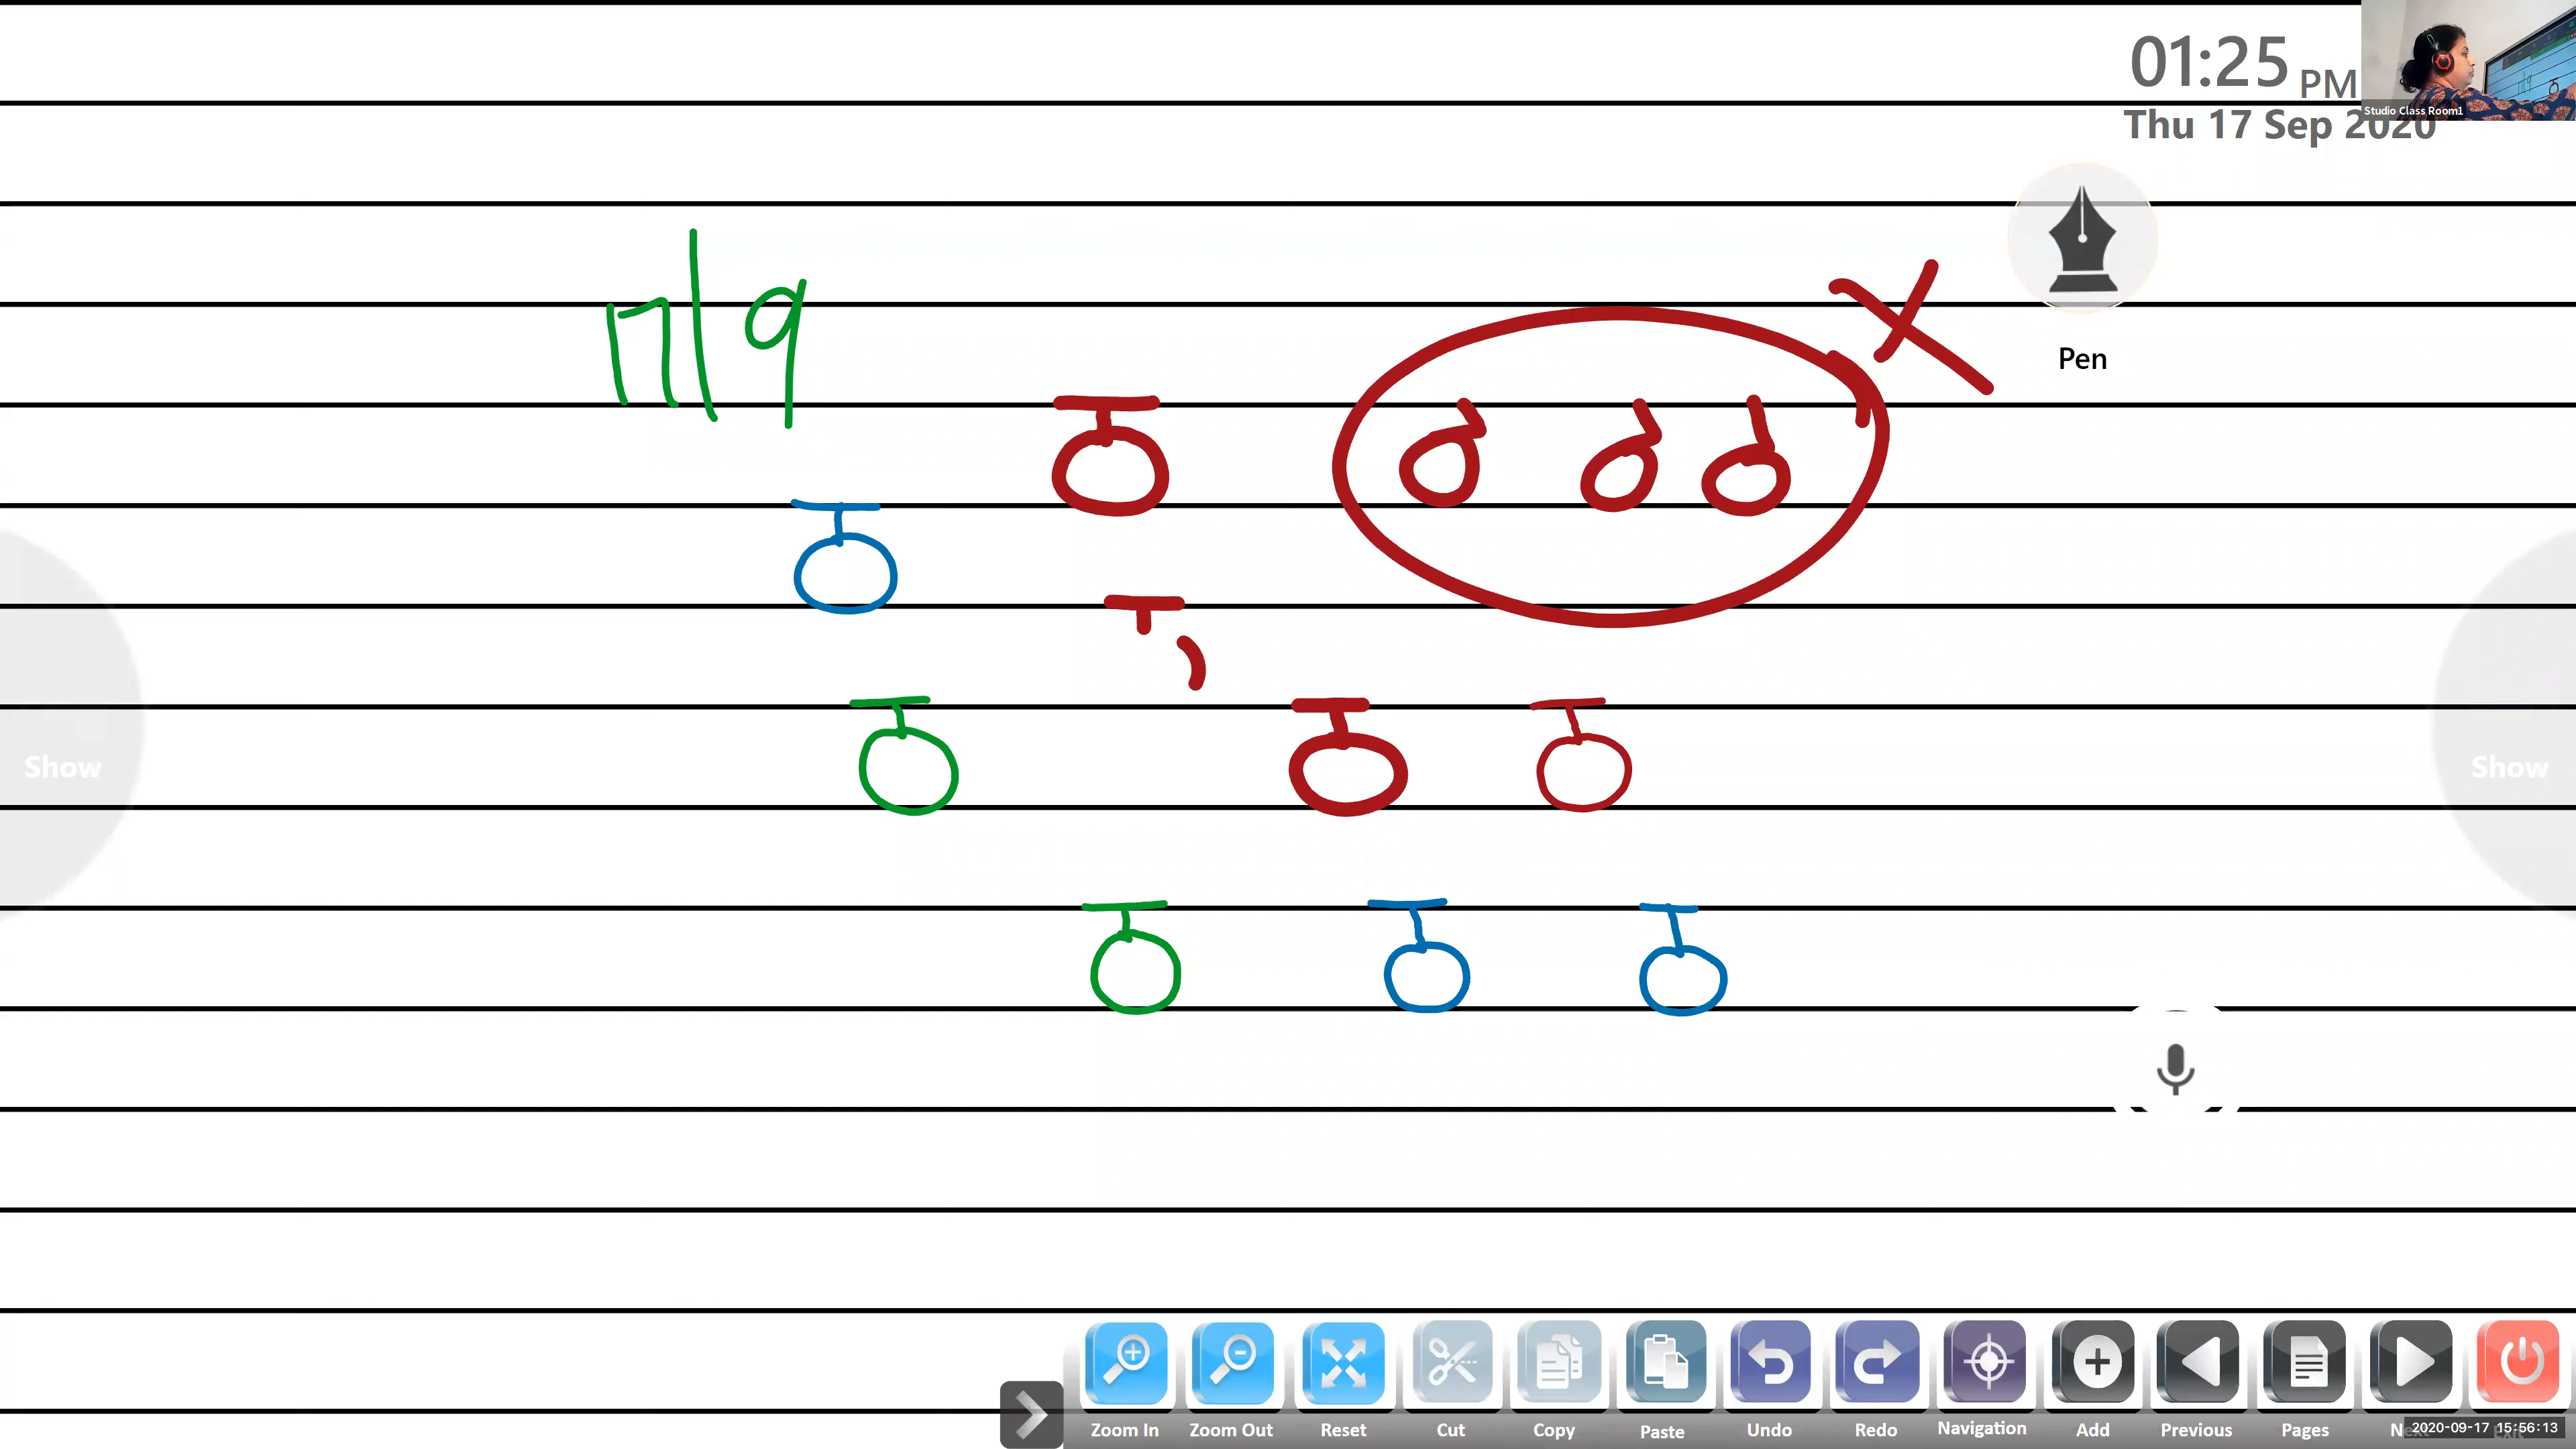 01:25 PM
Studio Class Room1
Thu 17 Sep 2020
17/9
Pen
ठ
ठ
ठ ठ ठ
Show Show
ठ ठ ठ
Zoom In Zoom Out Reset Cut Copy Paste Undo Redo Navigation Add Previous Pages
2020-09-17 15:56:13